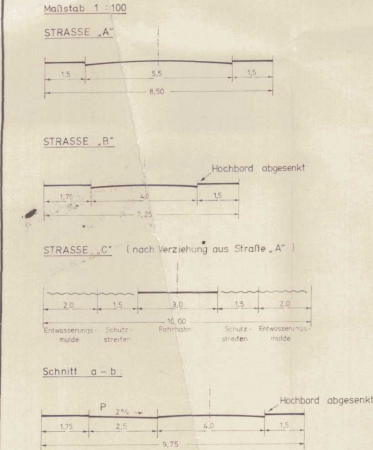 Maßstab 1 : 100
STRASSE „A"
1.5 5,5 1,5
8,50
STRASSE „B"
Hochbord abgesenkt
1,75 4.0 1,5
7,25
STRASSE „C" ( nach Verziehung aus Straße „A" )
2.0 1.5 3,0 1.5 2.0
10,00
Entwässerungs- Schutz- Fahrbahn Schutz- Entwässerungs-
mulde streifen streifen mulde
Schnitt a - b
Hochbord abgesenkt
P 2%
1,75 2,5 4,0 1,5
9,75